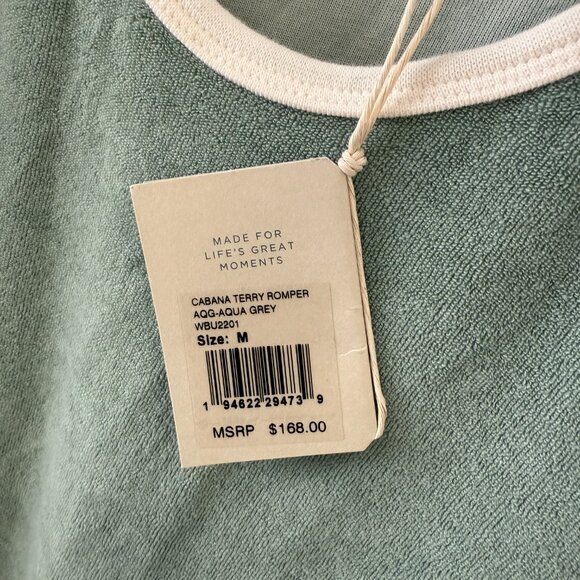 MADE FOR
LIFE'S GREAT
MOMENTS
CABANA TERRY ROMPER
AQG-AQUA GREY
WBU2201
Size: M
1 94622 29473 9
MSRP $168.00